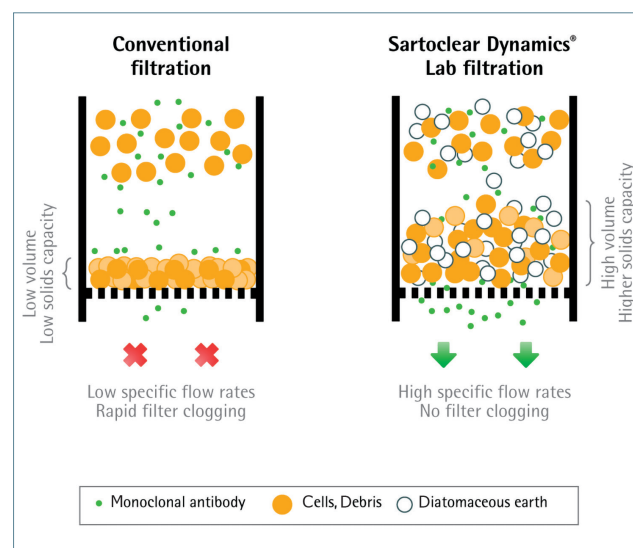 Conventional
filtration
Sartoclear Dynamics®
Lab filtration
Low volume
Low solids capacity
High volume
Higher solids capacity
Low specific flow rates
Rapid filter clogging
High specific flow rates
No filter clogging
Monoclonal antibody
Cells, Debris
Diatomaceous earth